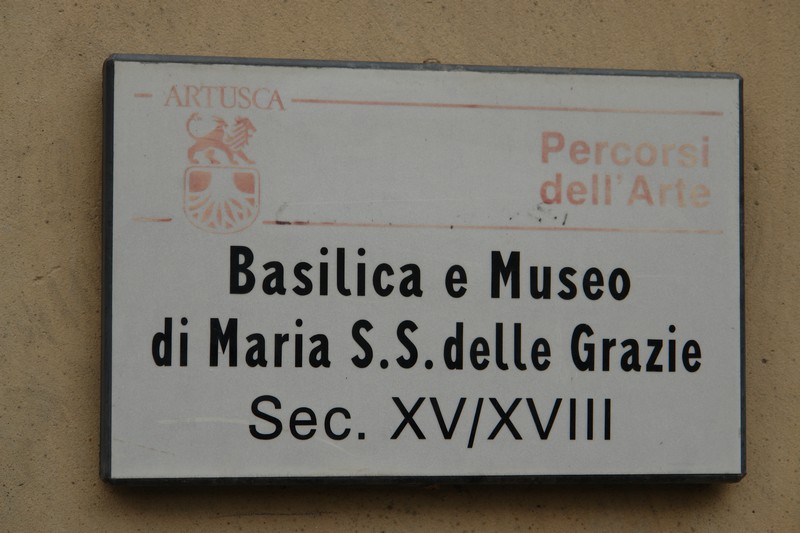 ARTUSCA
Percorsi
dell'Arte
Basilica e Museo
di Maria S.S. delle Grazie
Sec. XV/XVIII